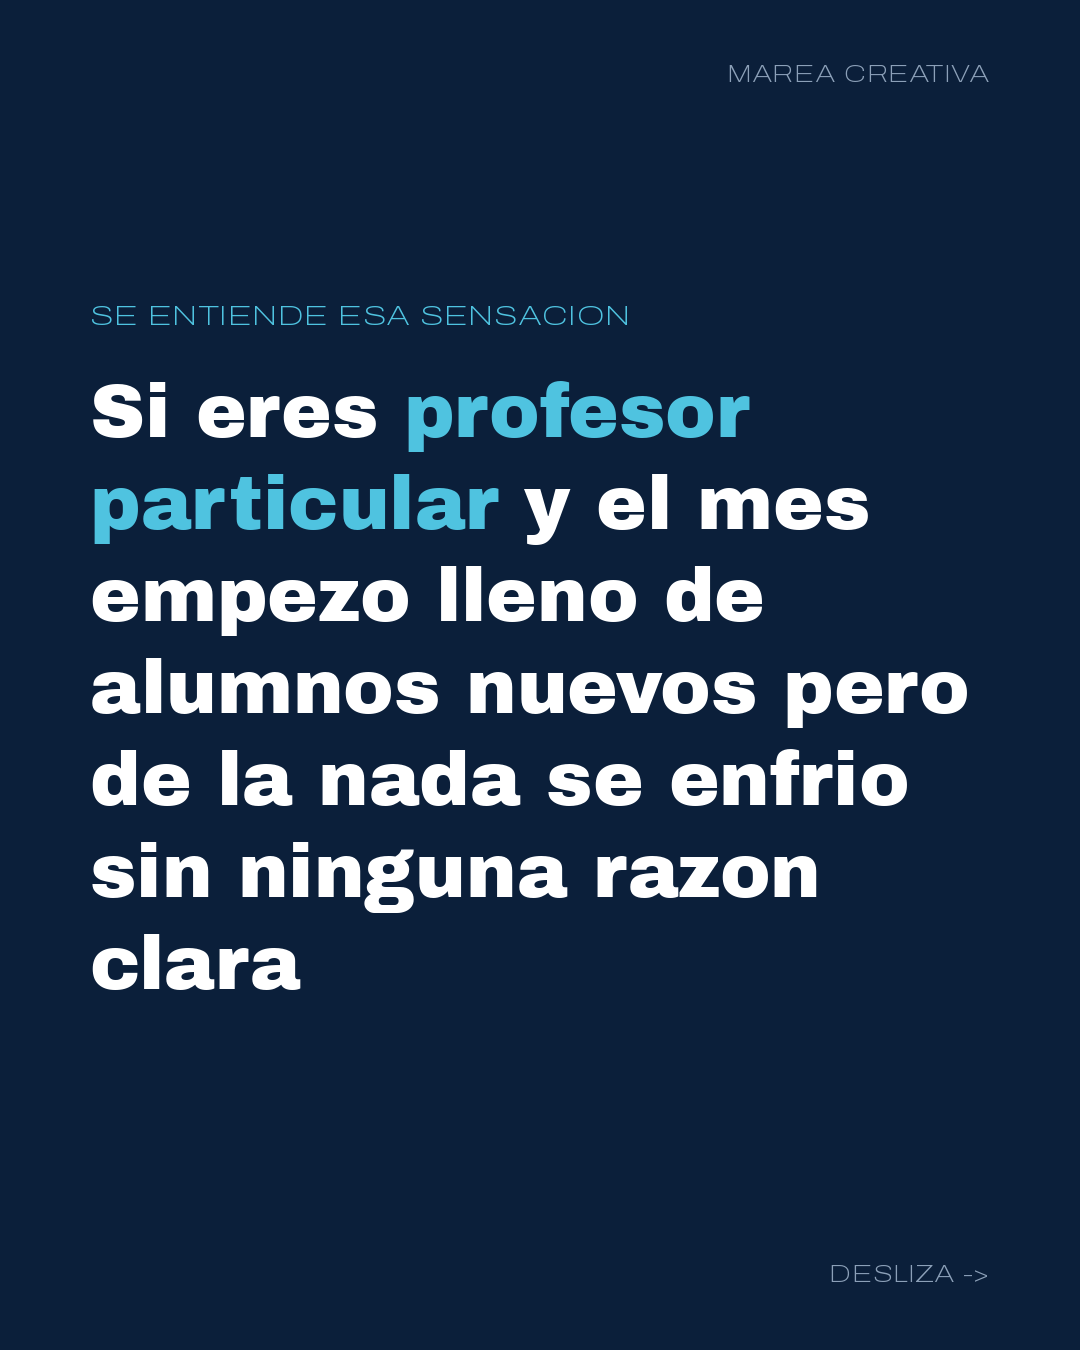 MAREA CREATIVA
SE ENTIENDE ESA SENSACION
Si eres profesor
particular y el mes
empezo lleno de
alumnos nuevos pero
de la nada se enfrio
sin ninguna razon
clara
DESLIZA ->